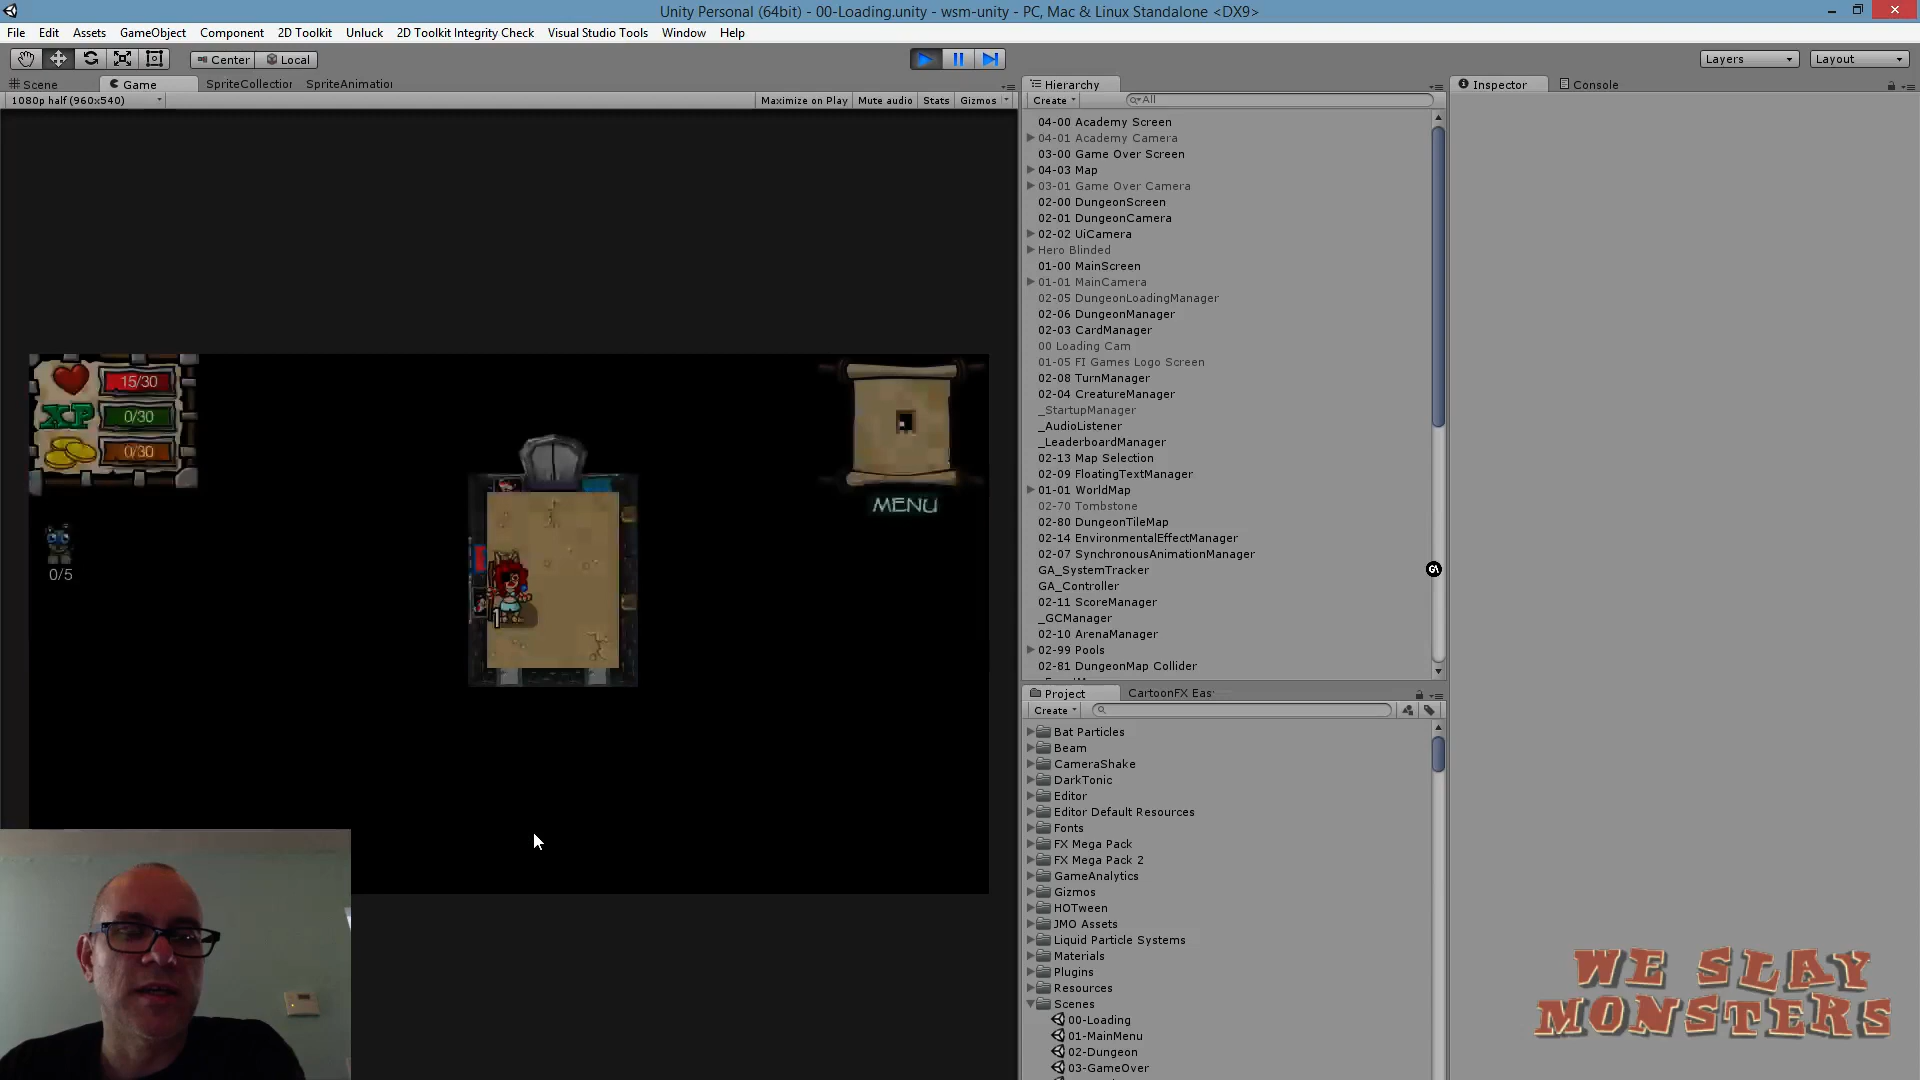 Unity Personal (64bit) - 00-Loading.unity - wsm-unity - PC, Mac & Linux Standalone <DX9>
File Edit Assets GameObject Component 2D Toolkit Unluck 2D Toolkit Integrity Check Visual Studio Tools Window Help
Center Local Layers Layout
Scene Game SpriteCollection SpriteAnimation Hierarchy Inspector Console
1080p half (960x540) Maximize on Play Mute audio Stats Gizmos Create All
04-00 Academy Screen
04-01 Academy Camera
03-00 Game Over Screen
04-03 Map
03-01 Game Over Camera
02-00 DungeonScreen
02-01 DungeonCamera
02-02 UiCamera
Hero Blinded
01-00 MainScreen
01-01 MainCamera
02-05 DungeonLoadingManager
02-06 DungeonManager
02-03 CardManager
00 Loading Cam
01-05 FI Games Logo Screen
02-08 TurnManager
02-04 CreatureManager
_StartupManager
_AudioListener
_LeaderboardManager
02-13 Map Selection
02-09 FloatingTextManager
01-01 WorldMap
02-70 Tombstone
02-80 DungeonTileMap
02-14 EnvironmentalEffectManager
02-07 SynchronousAnimationManager
GA_SystemTracker
GA
GA_Controller
02-11 ScoreManager
_GCManager
02-10 ArenaManager
02-99 Pools
02-81 DungeonMap Collider
15/30
XP 0/30
0/30
0/5
MENU
1
Project CartoonFX Eas
Create
Bat Particles
Beam
CameraShake
DarkTonic
Editor
Editor Default Resources
Fonts
FX Mega Pack
FX Mega Pack 2
GameAnalytics
Gizmos
HOTween
JMO Assets
Liquid Particle Systems
Materials
Plugins
Resources
Scenes
00-Loading
01-MainMenu
02-Dungeon
03-GameOver
WE SLAY
MONSTERS